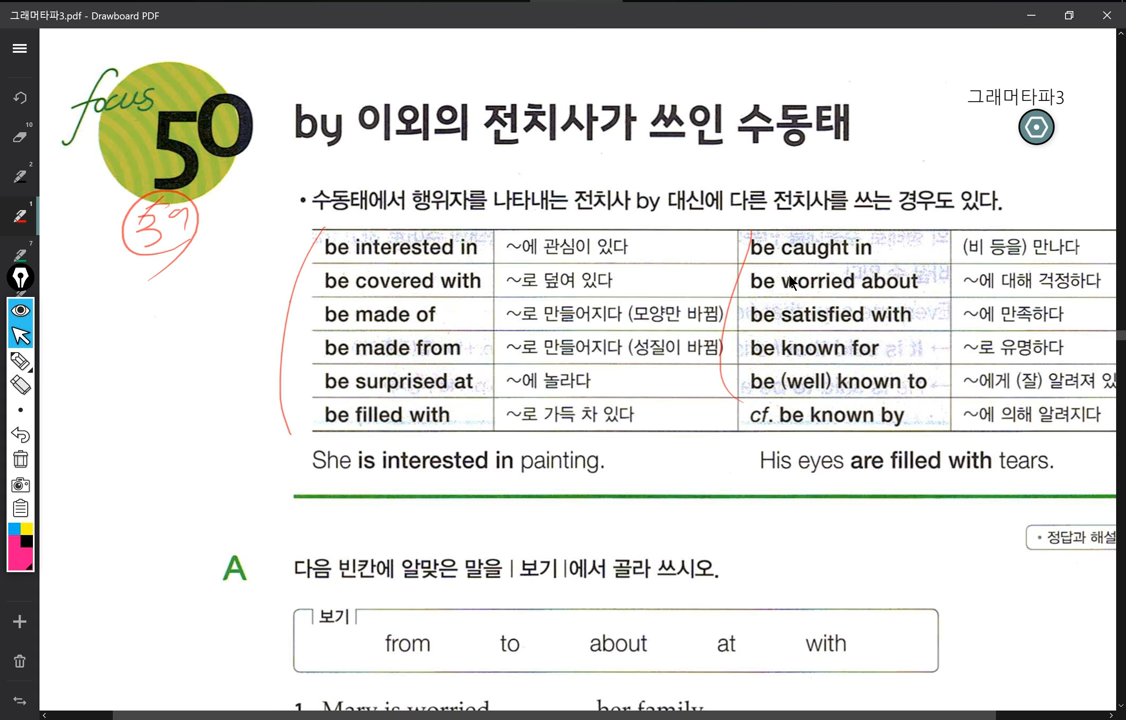 그래머타파3.pdf - Drawboard PDF
focus
50
by 이외의 전치사가 쓰인 수동태
그래머타파3
• 수동태에서 행위자를 나타내는 전치사 by 대신에 다른 전치사를 쓰는 경우도 있다.
be interested in ~에 관심이 있다 be caught in (비 등을) 만나다
be covered with ~로 덮여 있다 be worried about ~에 대해 걱정하다
be made of ~로 만들어지다 (모양만 바뀜) be satisfied with ~에 만족하다
be made from ~로 만들어지다 (성질이 바뀜) be known for ~로 유명하다
be surprised at ~에 놀라다 be (well) known to ~에게 (잘) 알려져 있
be filled with ~로 가득 차 있다 cf. be known by ~에 의해 알려지다
She is interested in painting. His eyes are filled with tears.
• 정답과 해설
A 다음 빈칸에 알맞은 말을 | 보기 |에서 골라 쓰시오.
보기
from to about at with
1 Mary is worried her family
10
2
1
7